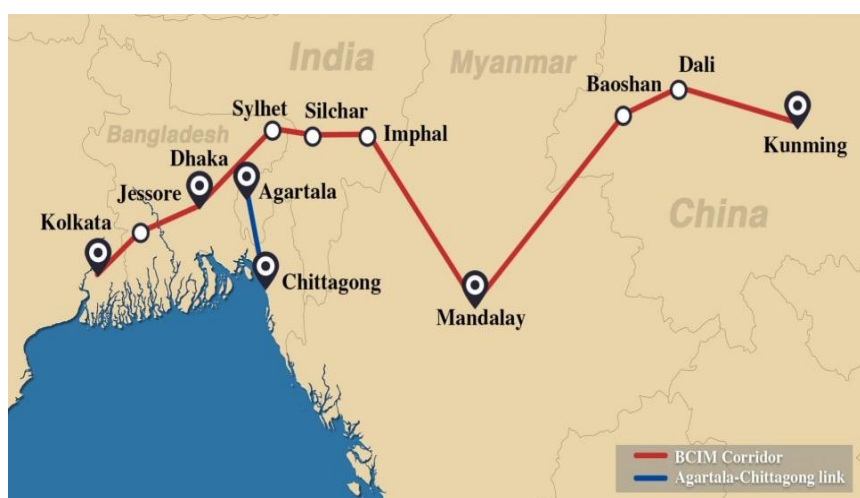 India
Myanmar
Bangladesh
China
Kolkata
Jessore
Dhaka
Sylhet
Silchar
Imphal
Agartala
Chittagong
Mandalay
Baoshan
Dali
Kunming
BCIM Corridor
Agartala-Chittagong link